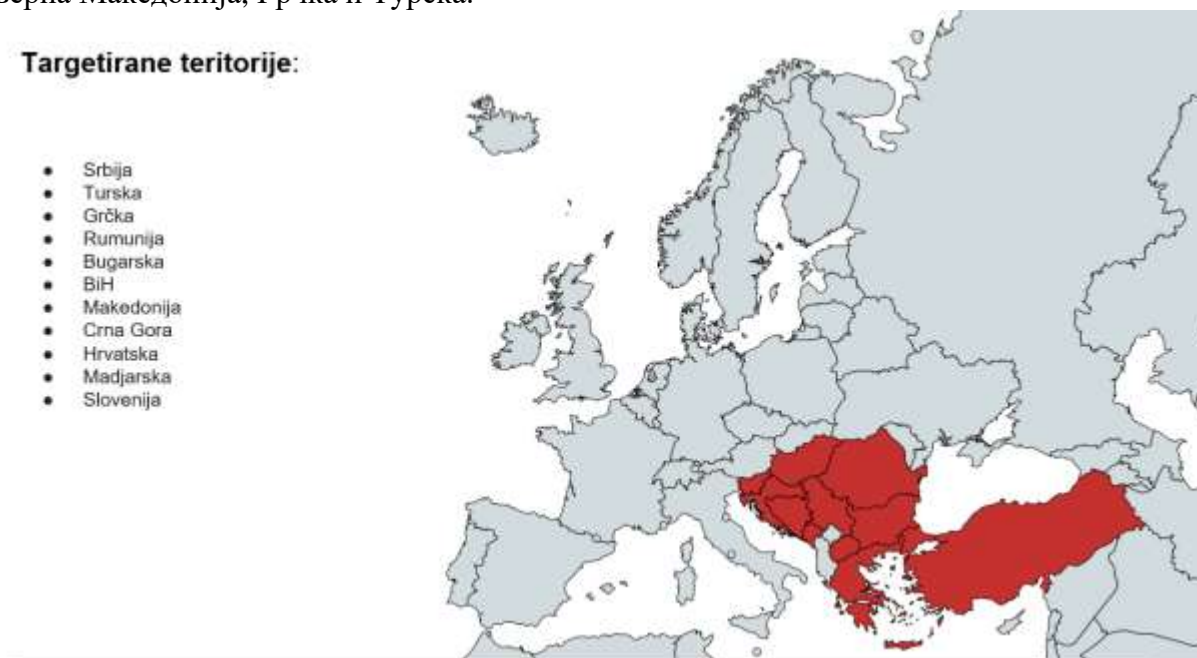 Македонија, Грчка и Турска.
Targetirane teritorije:
● Srbija
● Turska
● Grčka
● Rumunija
● Bugarska
● BiH
● Makedonija
● Crna Gora
● Hrvatska
● Madjarska
● Slovenija